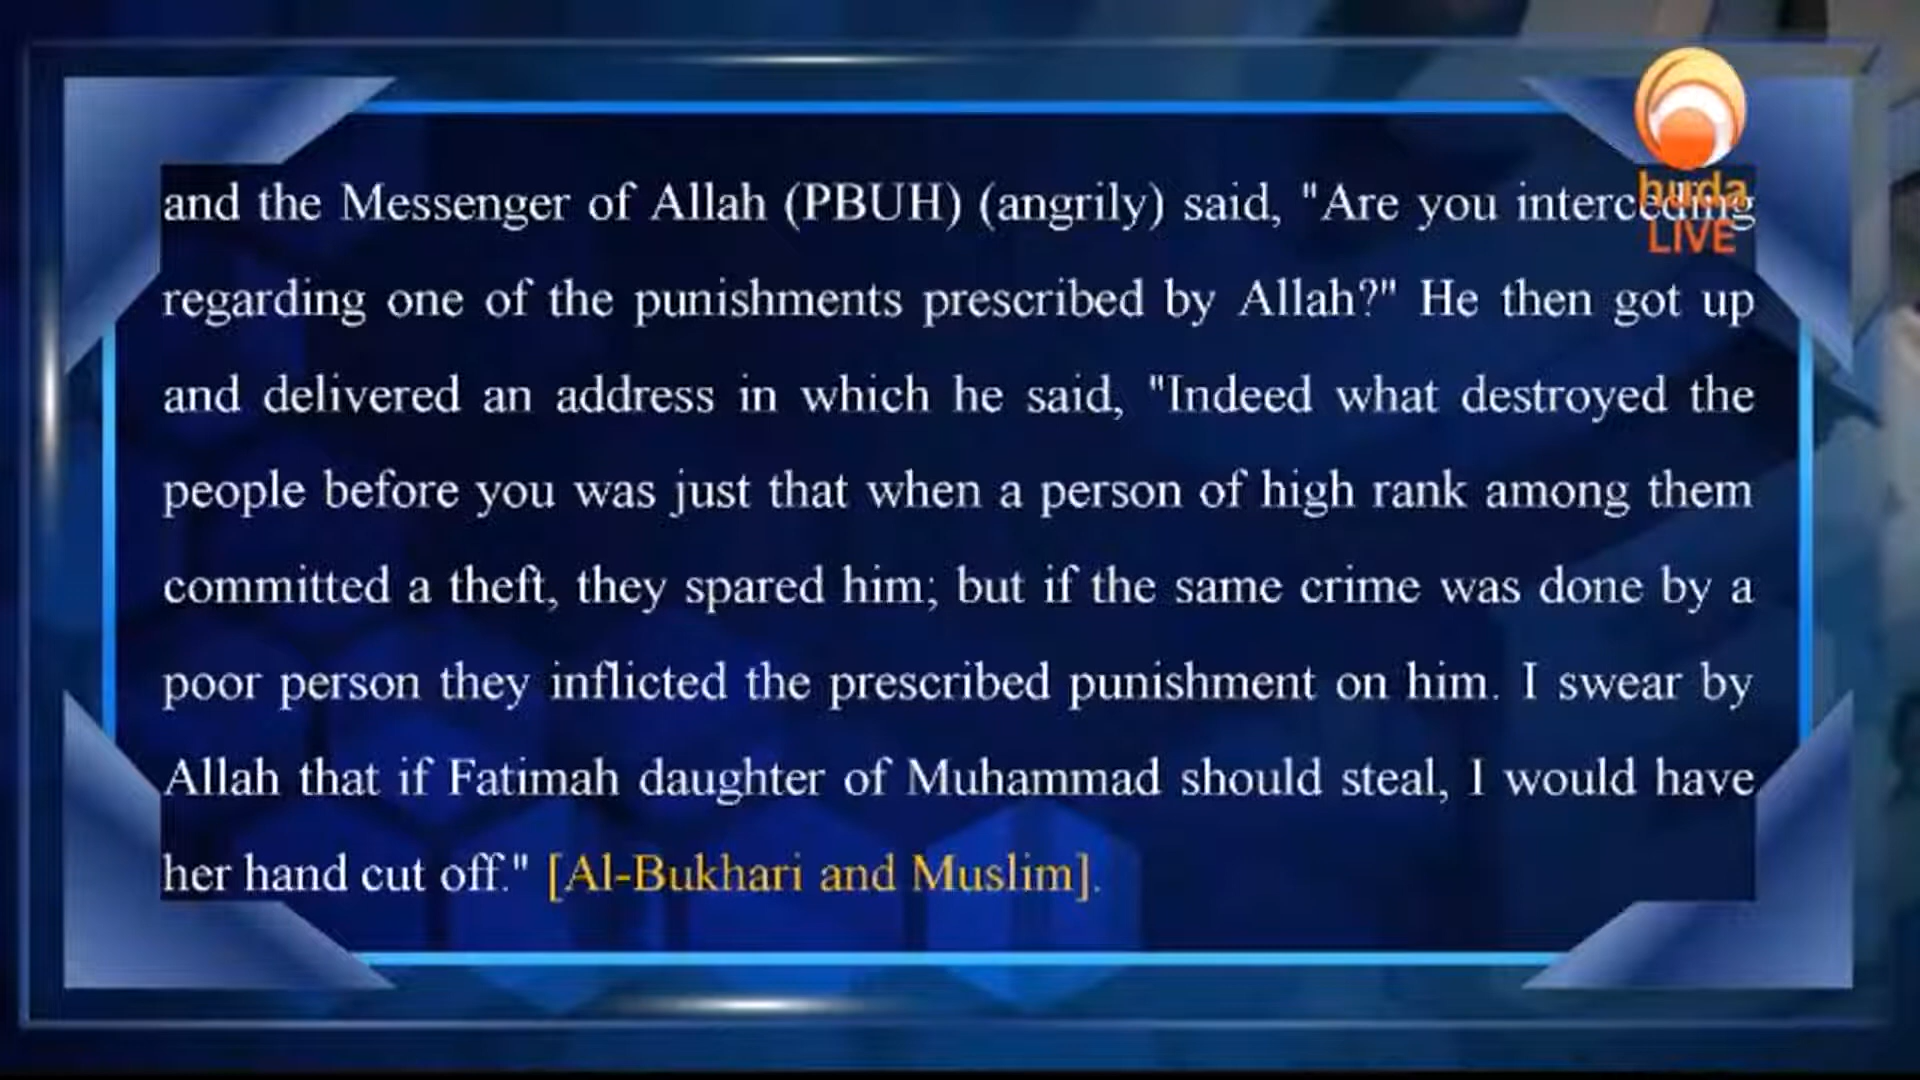 and the Messenger of Allah (PBUH) (angrily) said, "Are you interceding
regarding one of the punishments prescribed by Allah?" He then got up
and delivered an address in which he said, "Indeed what destroyed the
people before you was just that when a person of high rank among them
committed a theft, they spared him; but if the same crime was done by a
poor person they inflicted the prescribed punishment on him. I swear by
Allah that if Fatimah daughter of Muhammad should steal, I would have
her hand cut off." [Al-Bukhari and Muslim].
huda
LIVE